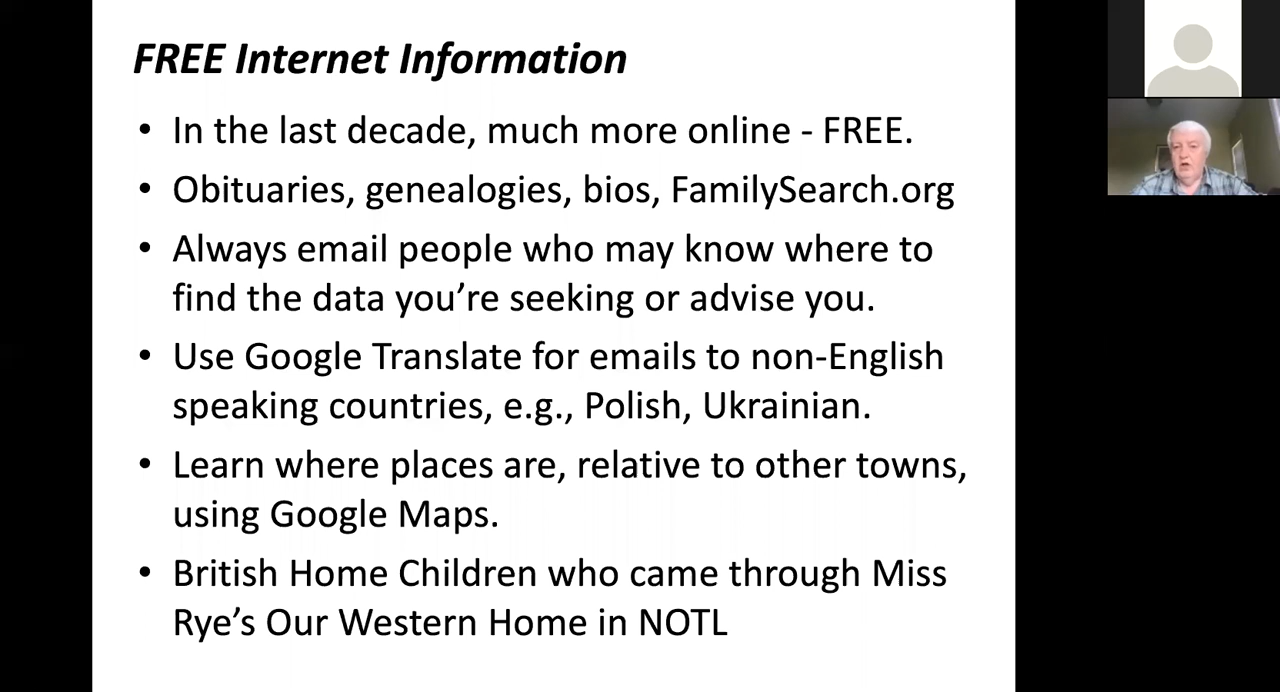 FREE Internet Information
• In the last decade, much more online - FREE.
• Obituaries, genealogies, bios, FamilySearch.org
• Always email people who may know where to
find the data you’re seeking or advise you.
• Use Google Translate for emails to non-English
speaking countries, e.g., Polish, Ukrainian.
• Learn where places are, relative to other towns,
using Google Maps.
• British Home Children who came through Miss
Rye’s Our Western Home in NOTL